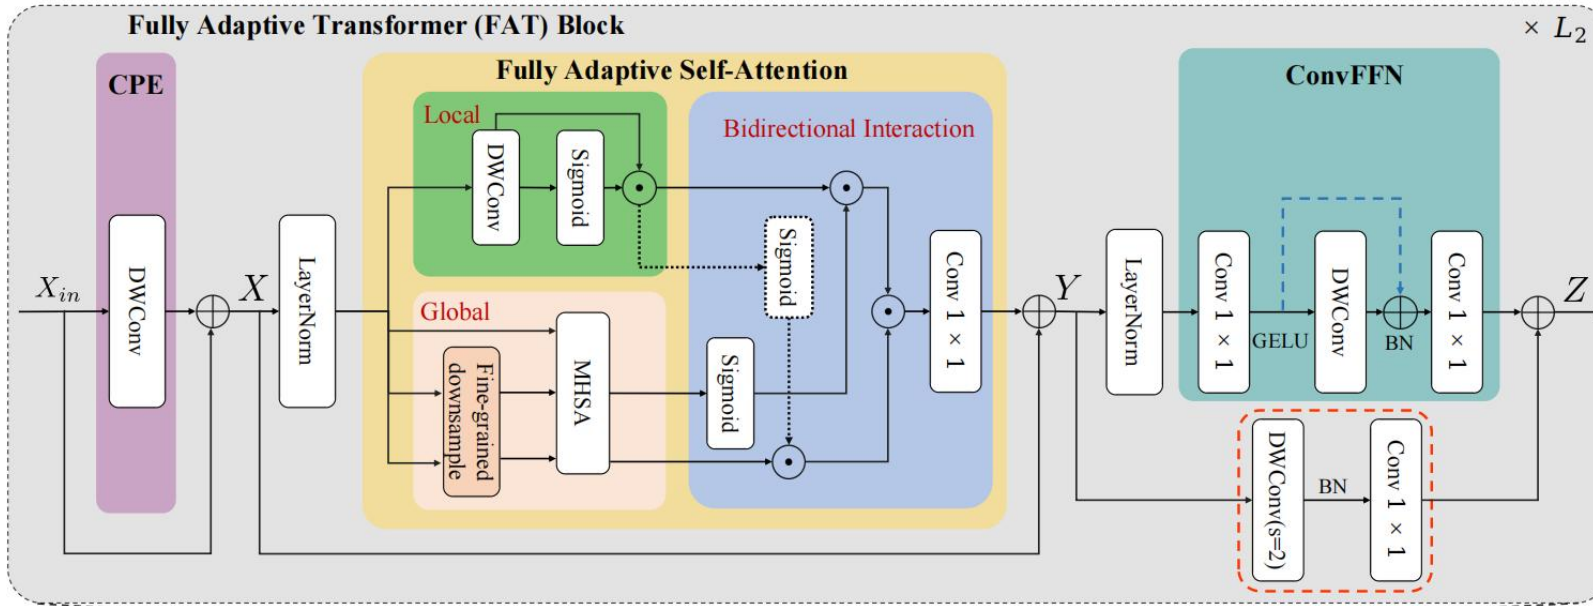 Fully Adaptive Transformer (FAT) Block
× L2
CPE
DWConv
Xin
X
LayerNorm
Fully Adaptive Self-Attention
Local
DWConv
Sigmoid
Global
Fine-grained
downsample
MHSA
Bidirectional Interaction
Sigmoid
Sigmoid
Conv 1 × 1
Y
LayerNorm
ConvFFN
Conv 1 × 1
GELU
DWConv
BN
Conv 1 × 1
Z
DWConv(s=2)
BN
Conv 1 × 1